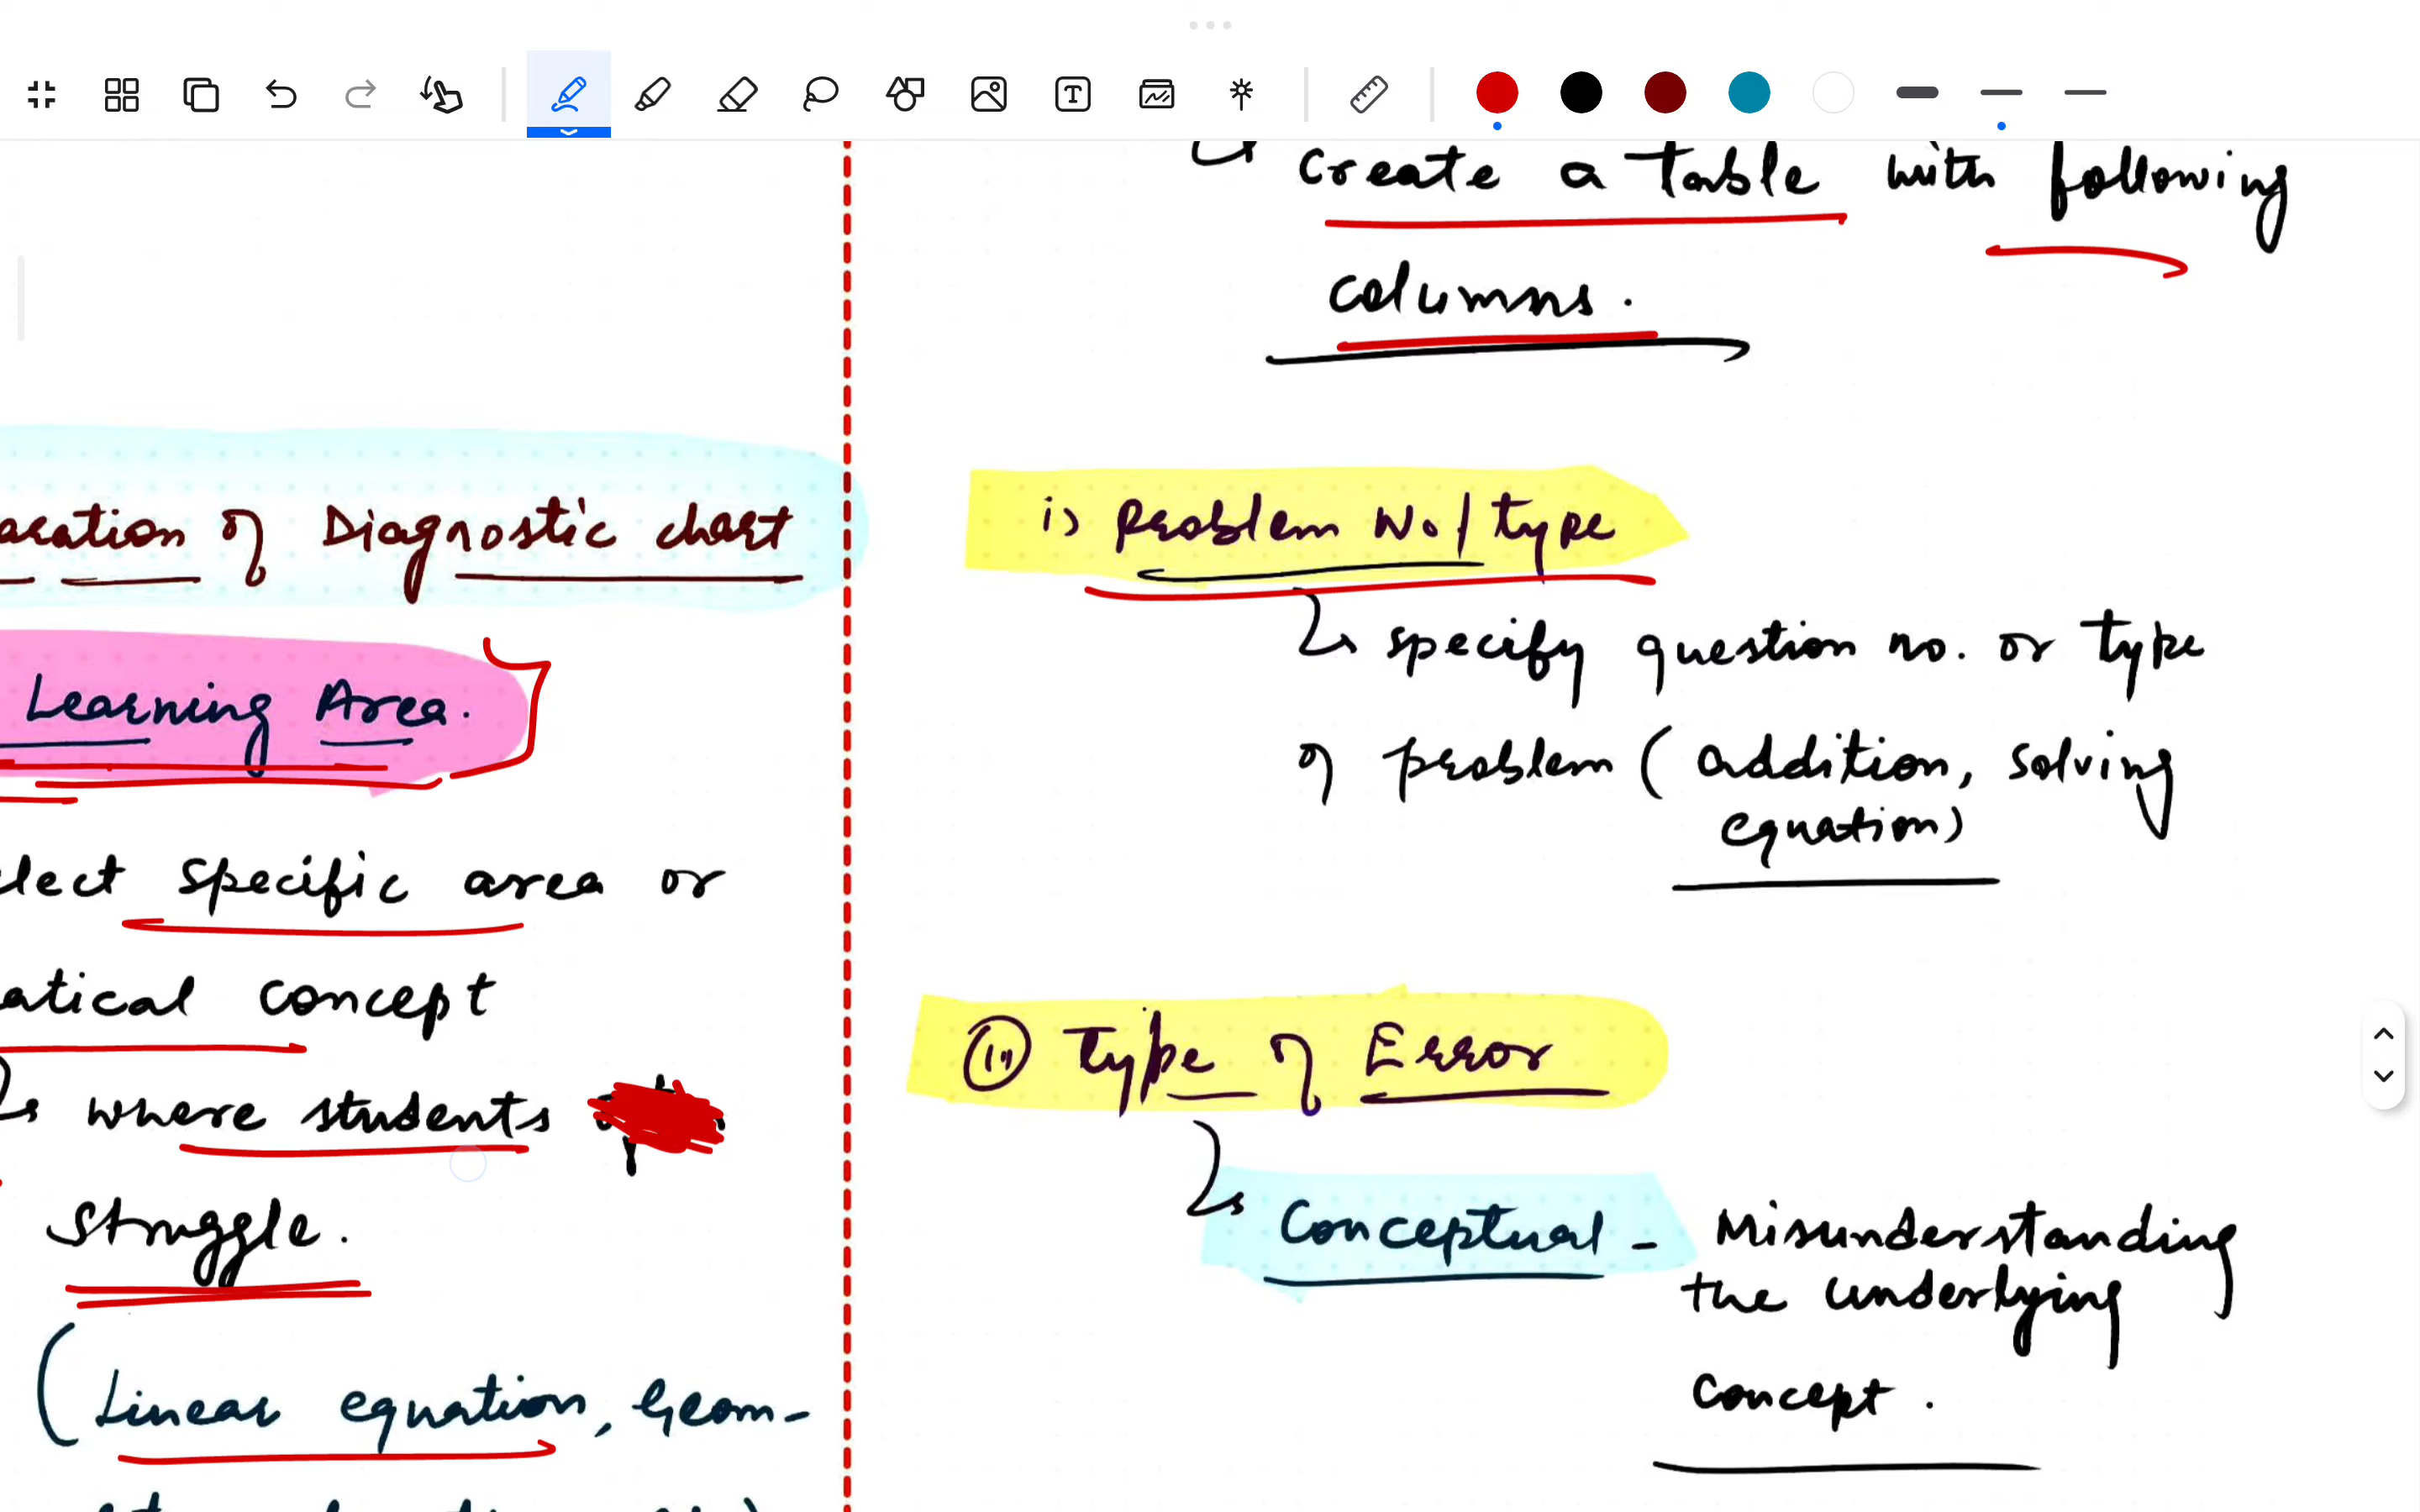 aration of Diagnostic chart
Learning Area.
lect specific area or
atical concept
where students
struggle.
(Linear equation, Geom-
create a Table with following
columns.
i) Problem No/type
specify question no. or type
of problem (addition, solving
equation)
(ii) Type of Error
Conceptual - Misunderstanding
the underlying
concept.